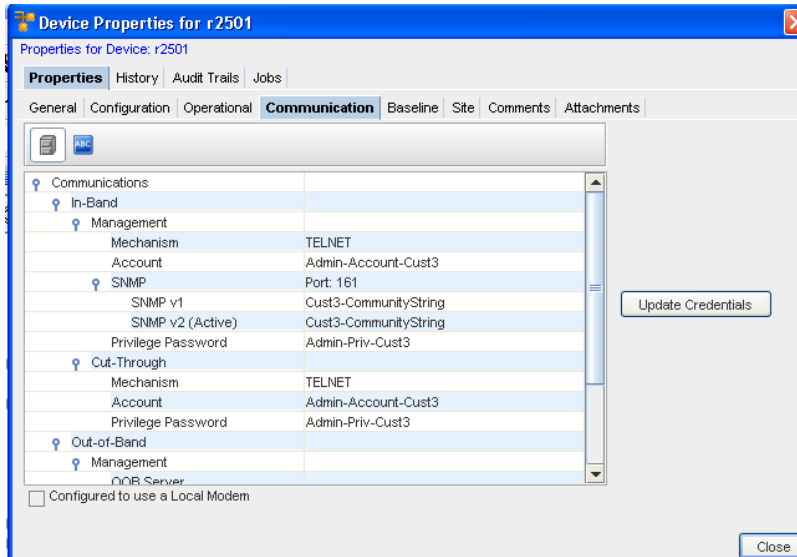 Device Properties for r2501
Properties for Device: r2501
Properties History Audit Trails Jobs
General Configuration Operational Communication Baseline Site Comments Attachments
ABC
Communications
In-Band
Management
Mechanism TELNET
Account Admin-Account-Cust3
SNMP Port: 161
SNMP v1 Cust3-CommunityString
SNMP v2 (Active) Cust3-CommunityString
Privilege Password Admin-Priv-Cust3
Cut-Through
Mechanism TELNET
Account Admin-Account-Cust3
Privilege Password Admin-Priv-Cust3
Out-of-Band
Management
OOB Server
Update Credentials
Configured to use a Local Modem
Close